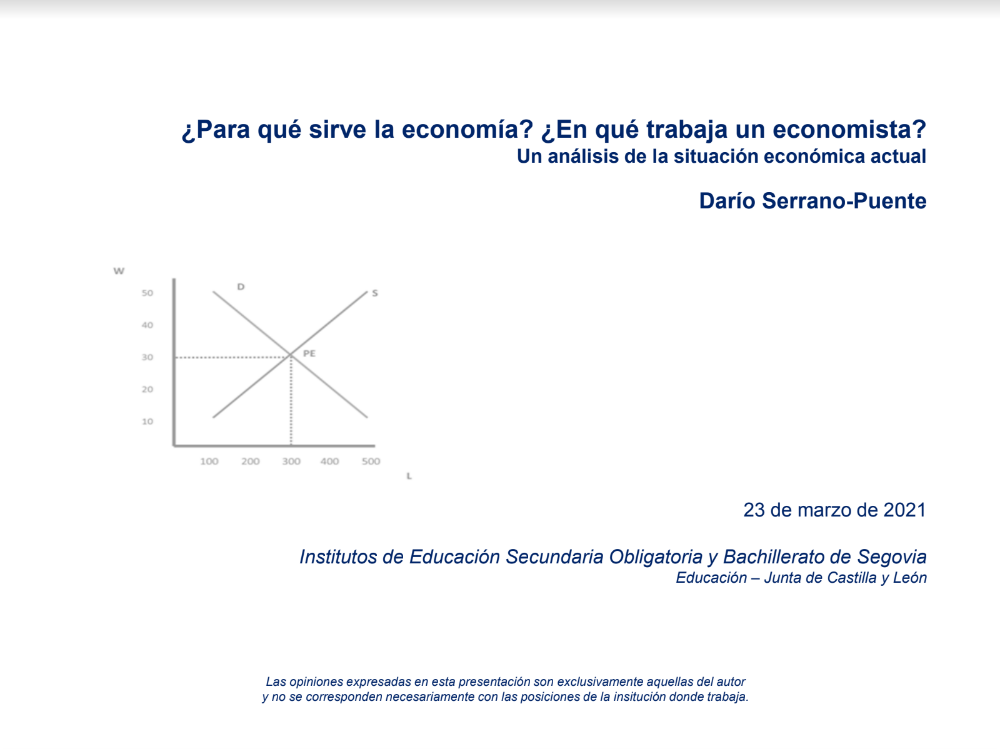 ¿Para qué sirve la economía? ¿En qué trabaja un economista?
Un análisis de la situación económica actual
Darío Serrano-Puente
W
50
D
S
40
30
PE
20
10
100 200 300 400 500
L
23 de marzo de 2021
Institutos de Educación Secundaria Obligatoria y Bachillerato de Segovia
Educación – Junta de Castilla y León
Las opiniones expresadas en esta presentación son exclusivamente aquellas del autor
y no se corresponden necesariamente con las posiciones de la insitución donde trabaja.